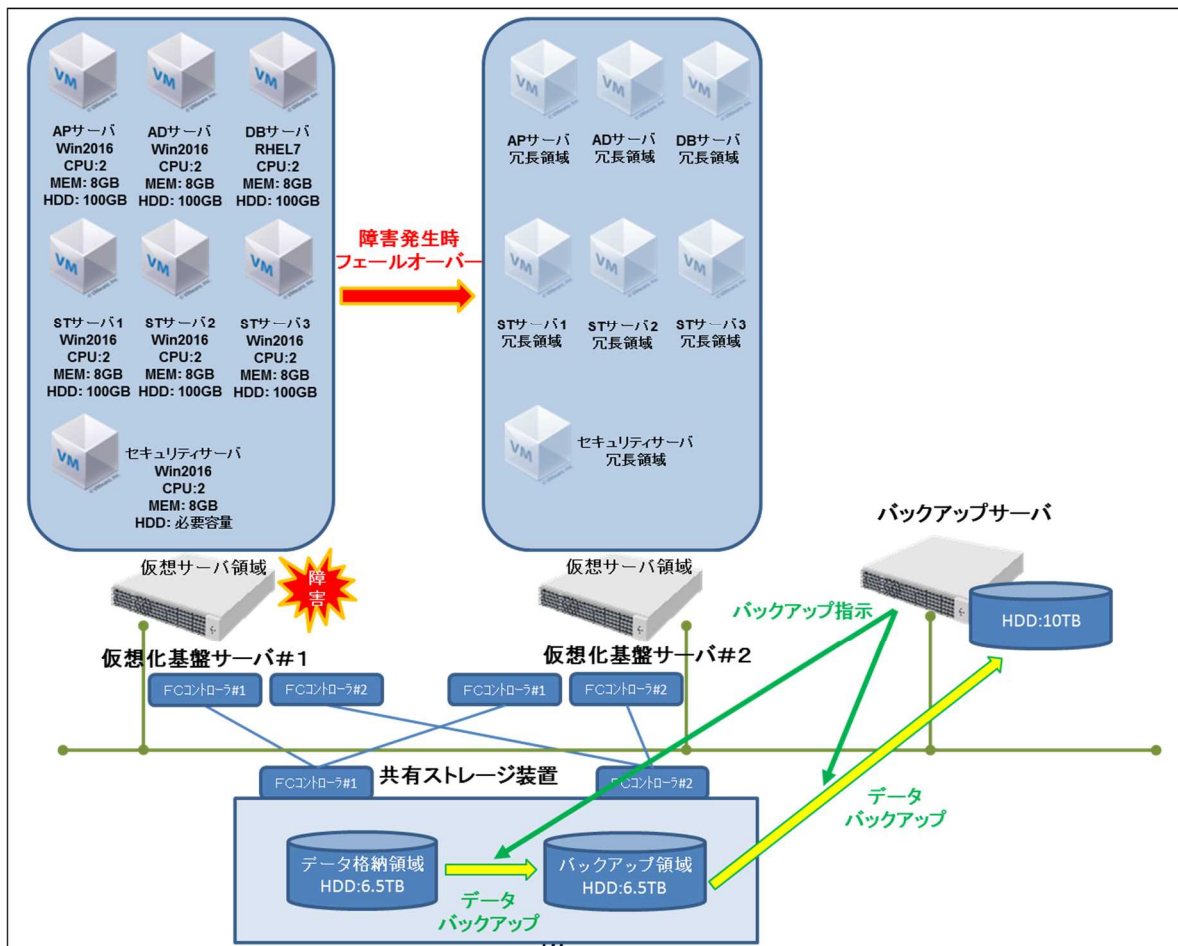 VM
VM
VM
APサーバ
Win2016
CPU:2
MEM: 8GB
HDD: 100GB
ADサーバ
Win2016
CPU:2
MEM: 8GB
HDD: 100GB
DBサーバ
RHEL7
CPU:2
MEM: 8GB
HDD: 100GB
VM
VM
VM
STサーバ1
Win2016
CPU:2
MEM: 8GB
HDD: 100GB
STサーバ2
Win2016
CPU:2
MEM: 8GB
HDD: 100GB
STサーバ3
Win2016
CPU:2
MEM: 8GB
HDD: 100GB
VM
セキュリティサーバ
Win2016
CPU:2
MEM: 8GB
HDD: 必要容量
障害発生時
フェールオーバー
VM
VM
VM
APサーバ
冗長領域
ADサーバ
冗長領域
DBサーバ
冗長領域
VM
VM
VM
STサーバ1
冗長領域
STサーバ2
冗長領域
STサーバ3
冗長領域
VM
セキュリティサーバ
冗長領域
仮想サーバ領域
障
害
仮想化基盤サーバ#1
仮想サーバ領域
仮想化基盤サーバ#2
バックアップサーバ
HDD:10TB
バックアップ指示
FCコントローラ#1
FCコントローラ#2
FCコントローラ#1
FCコントローラ#2
FCコントローラ#1
共有ストレージ装置
FCコントローラ#2
データ格納領域
HDD:6.5TB
データ
バックアップ
バックアップ領域
HDD:6.5TB
データ
バックアップ